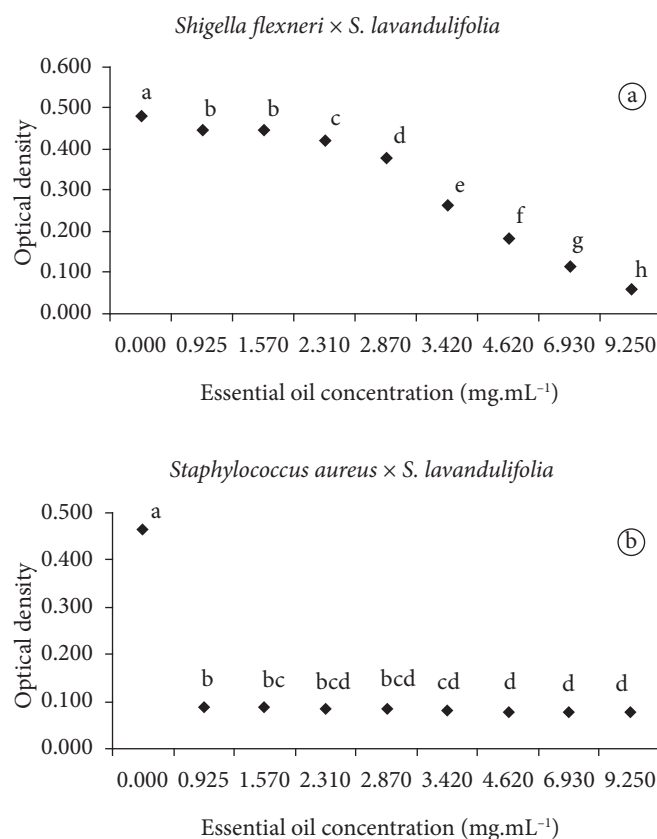 Shigella flexneri × S. lavandulifolia
0.600
a
a
0.500
b
b
c
0.400
d
0.300
e
0.200
f
g
0.100
h
0.000
Optical density
0.000 0.925 1.570 2.310 2.870 3.420 4.620 6.930 9.250
Essential oil concentration (mg.mL⁻¹)
Staphylococcus aureus × S. lavandulifolia
0.500
a
b
0.400
0.300
0.200
b bc bcd bcd cd d d d
0.100
0.000
Optical density
0.000 0.925 1.570 2.310 2.870 3.420 4.620 6.930 9.250
Essential oil concentration (mg.mL⁻¹)